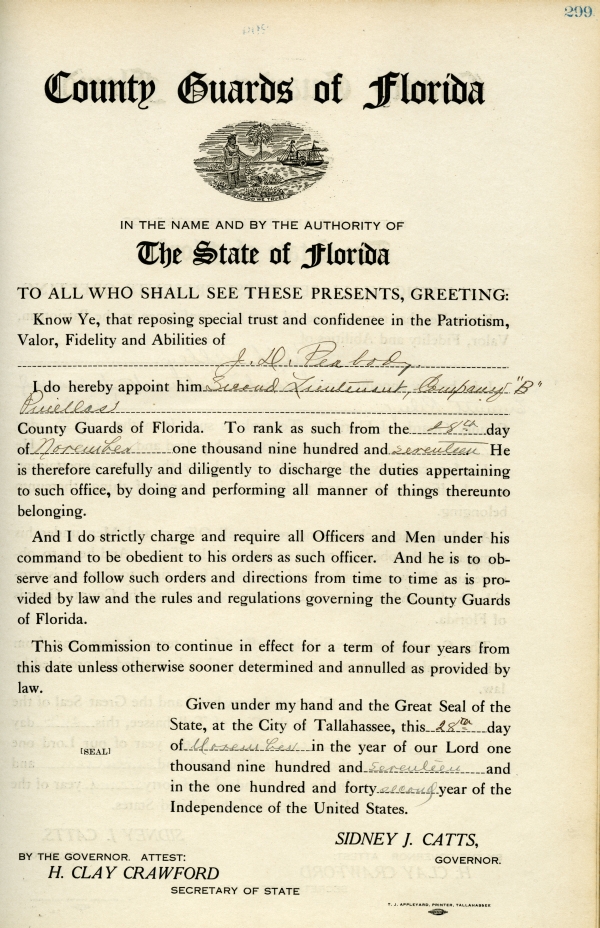 299
County Guards of Florida
IN GOD WE TRUST
IN THE NAME AND BY THE AUTHORITY OF
The State of Florida
TO ALL WHO SHALL SEE THESE PRESENTS, GREETING:
Know Ye, that reposing special trust and confidenee in the Patriotism,
Valor, Fidelity and Abilities of
J. D. Peabody,
I do hereby appoint him Second Lieutenant, Company "B"
Pinellas
County Guards of Florida. To rank as such from the 28th day
of November one thousand nine hundred and seventeen He
is therefore carefully and diligently to discharge the duties appertaining
to such office, by doing and performing all manner of things thereunto
belonging.
And I do strictly charge and require all Officers and Men under his
command to be obedient to his orders as such officer. And he is to ob-
serve and follow such orders and directions from time to time as is pro-
vided by law and the rules and regulations governing the County Guards
of Florida.
This Commission to continue in effect for a term of four years from
this date unless otherwise sooner determined and annulled as provided by
law.
Given under my hand and the Great Seal of the
State, at the City of Tallahassee, this 28th day
of November in the year of our Lord one
[SEAL]
thousand nine hundred and seventeen and
in the one hundred and forty second year of the
Independence of the United States.
SIDNEY J. CATTS,
GOVERNOR.
BY THE GOVERNOR. ATTEST:
H. CLAY CRAWFORD
SECRETARY OF STATE
T. J. APPLEYARD, PRINTER, TALLAHASSEE